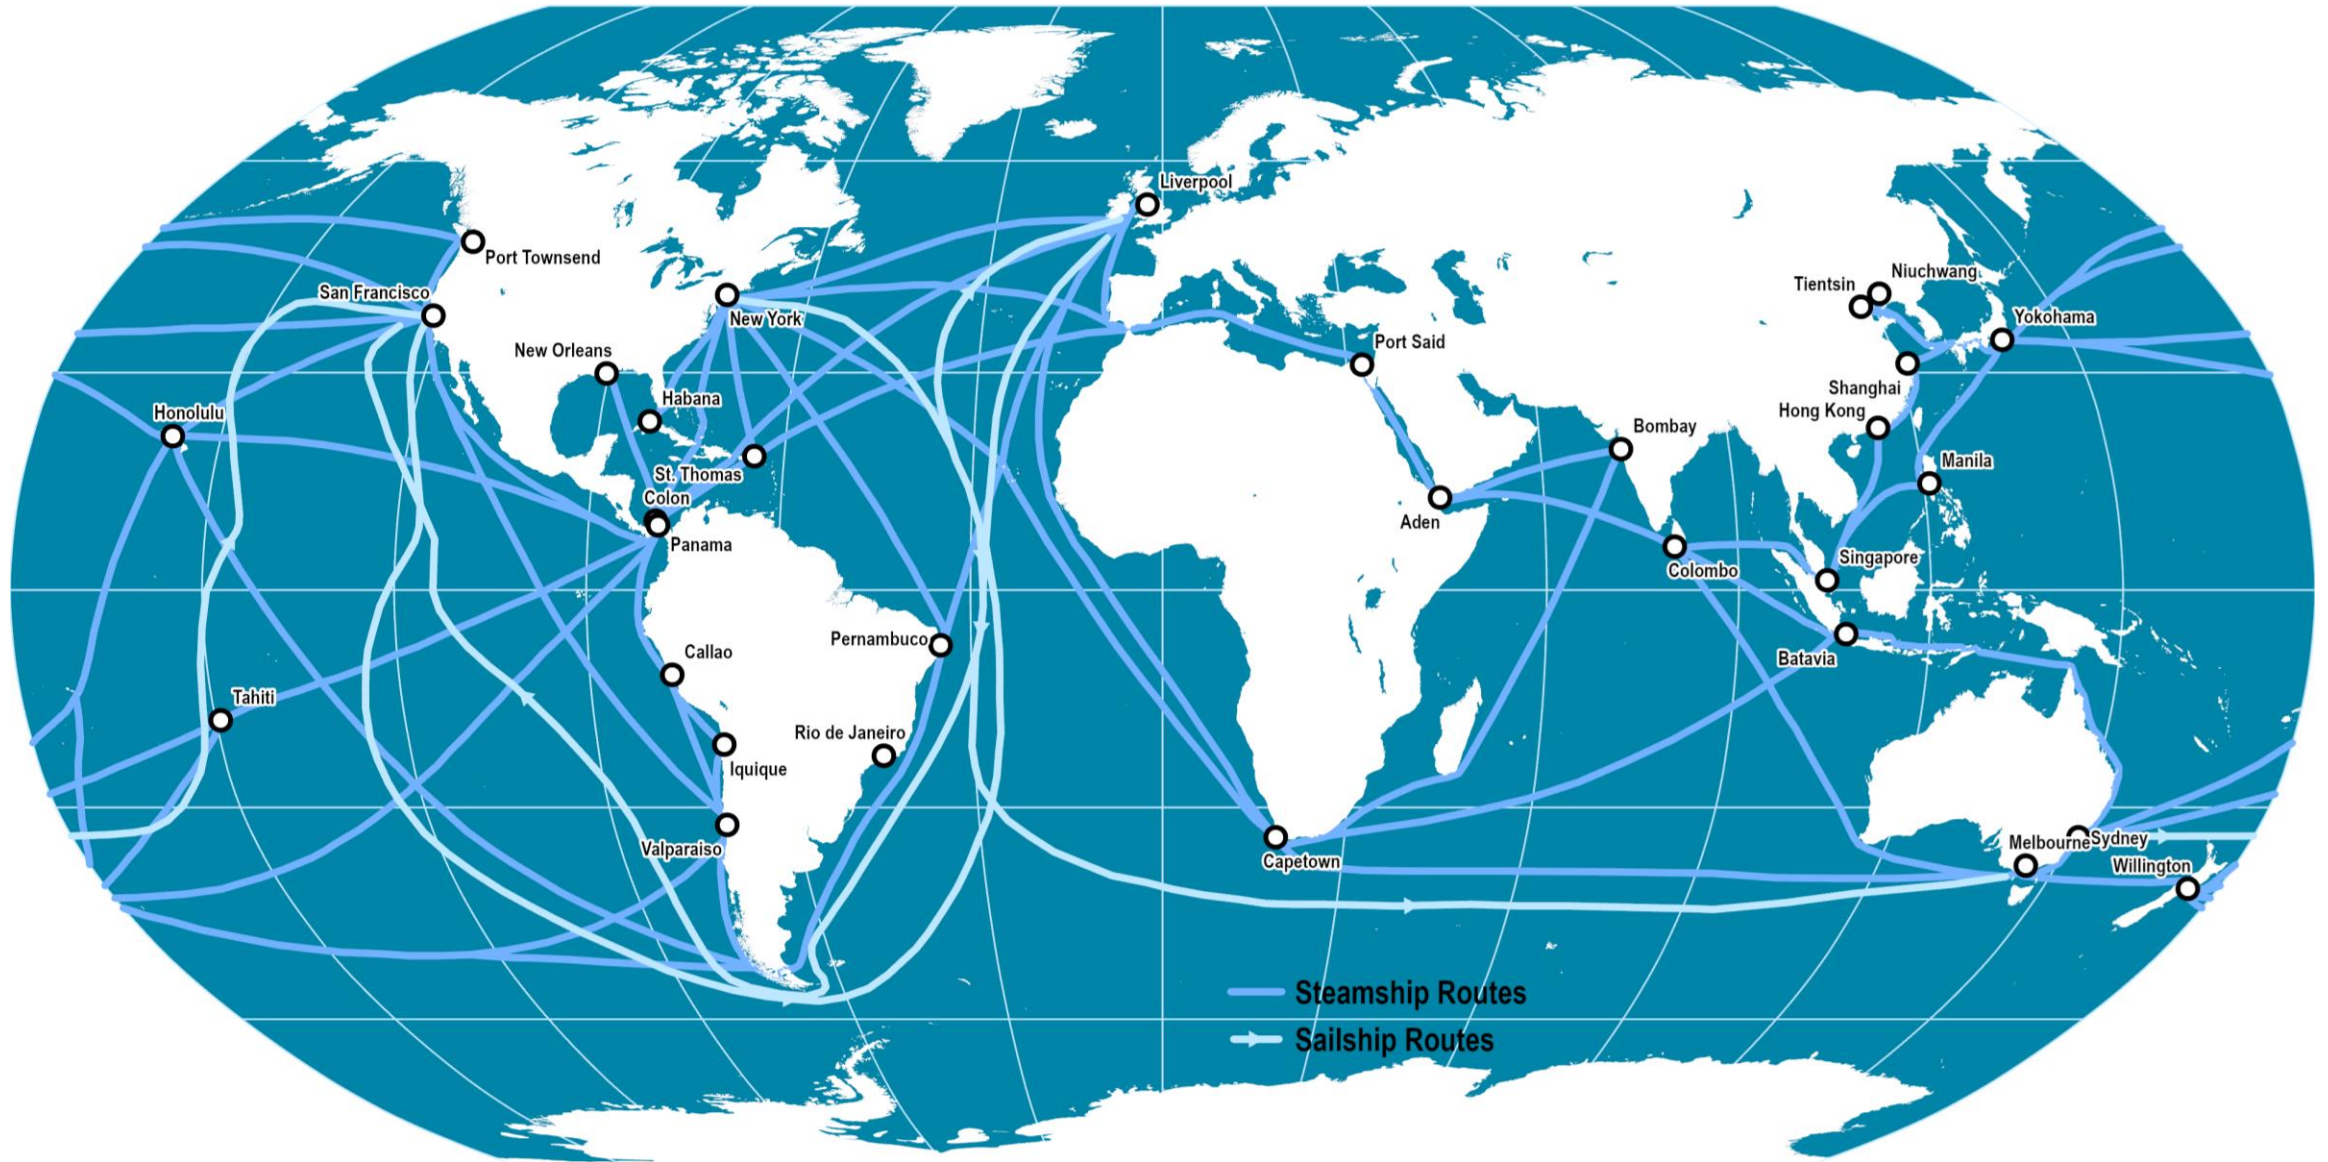 Liverpool
Port Townsend
Niuchwang
Tientsin
San Francisco
New York
Yokohama
Port Said
New Orleans
Shanghai
Habana
Honolulu
Hong Kong
Bombay
Manila
St. Thomas
Colon
Aden
Panama
Singapore
Colombo
Pernambuco
Callao
Batavia
Tahiti
Rio de Janeiro
Iquique
Melbourne
Sydney
Valparaiso
Capetown
Willington
Steamship Routes
Sailship Routes